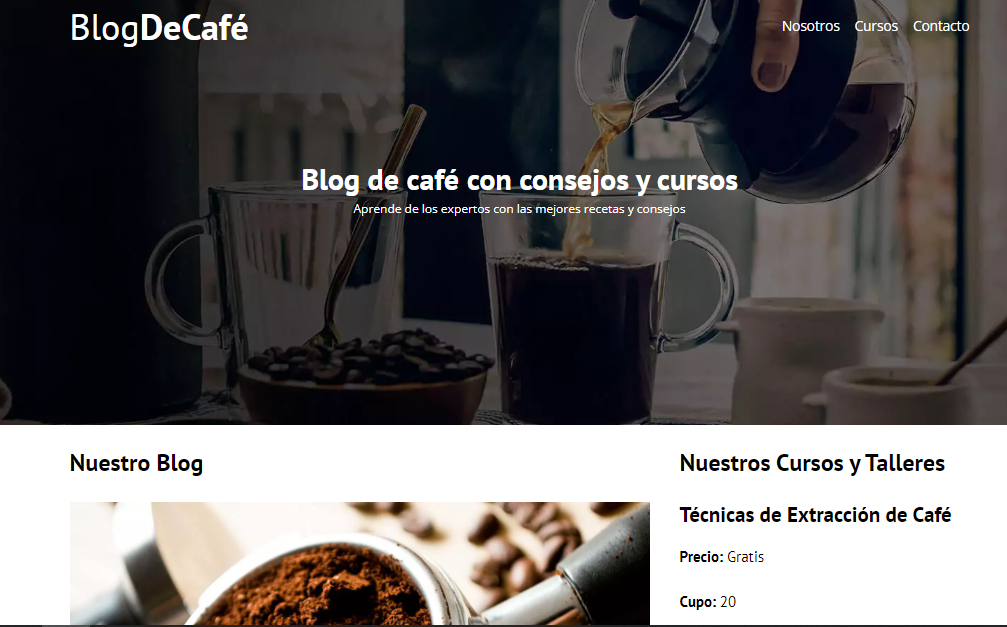 BlogDeCafé
Nosotros Cursos Contacto
Blog de café con consejos y cursos
Aprende de los expertos con las mejores recetas y consejos
Nuestro Blog
Nuestros Cursos y Talleres
Técnicas de Extracción de Café
Precio: Gratis
Cupo: 20